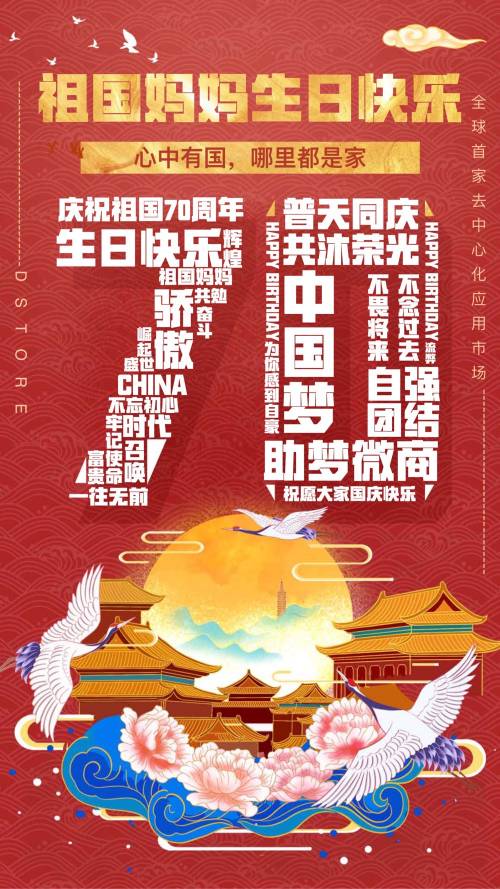 祖国妈妈生日快乐
心中有国，哪里都是家
全球首家去中心化应用市场
DSTORE
庆祝祖国70周年
生日快乐
辉煌
祖国妈妈
骄傲
共勉
奋斗
崛起
盛世
CHINA
不忘初心
牢记使命
时代召唤
富贵
一往无前
普天同庆
共沐荣光
HAPPY BIRTHDAY
为你感到自豪
中国梦
不畏将来
不念过去
HAPPY BIRTHDAY
自强
团结
助梦微商
祝愿大家国庆快乐